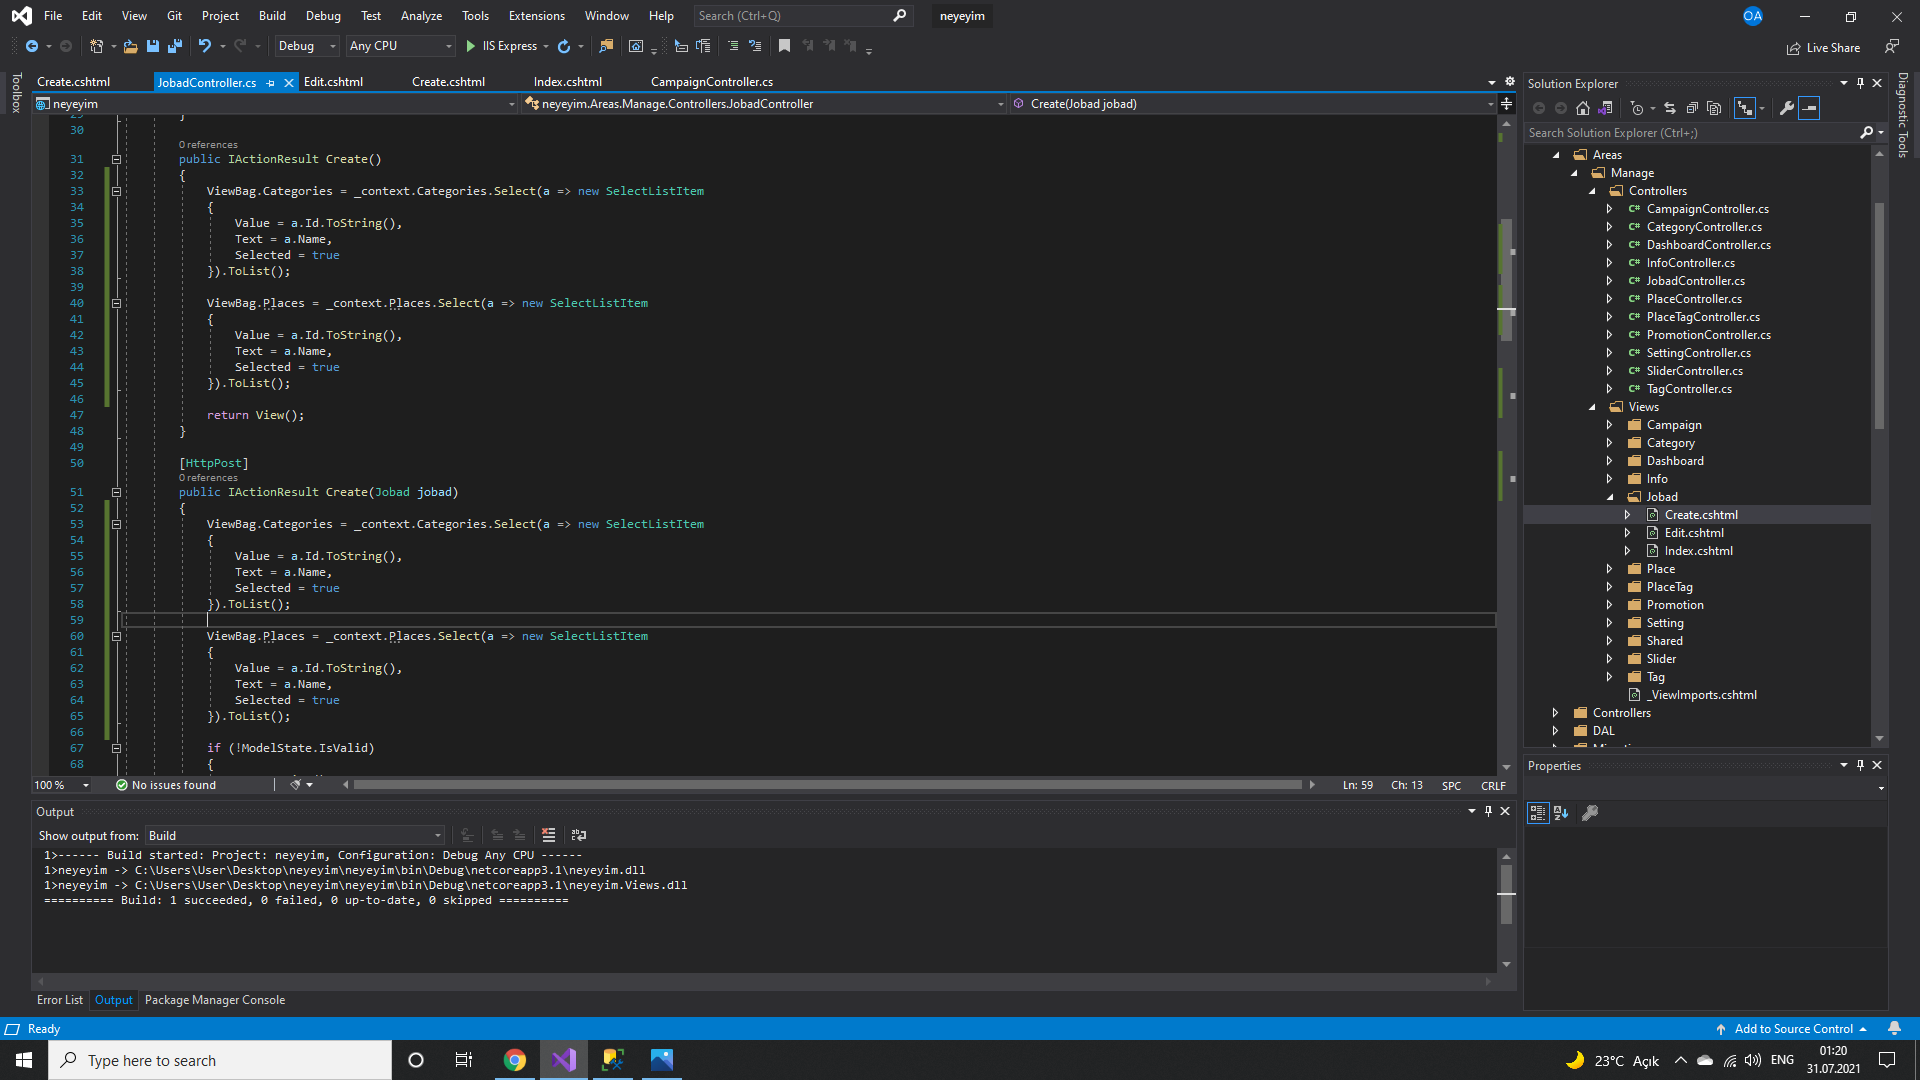 File Edit View Git Project Build Debug Test Analyze Tools Extensions Window Help Search (Ctrl+Q) neyeyim OA
Debug Any CPU IIS Express Live Share
Create.cshtml JobadController.cs Edit.cshtml Create.cshtml Index.cshtml CampaignController.cs
Toolbox
neyeyim neyeyim.Areas.Manage.Controllers.JobadController Create(Jobad jobad)
29 }
30
0 references
31 public IActionResult Create()
32 {
33 ViewBag.Categories = _context.Categories.Select(a => new SelectListItem
34 {
35 Value = a.Id.ToString(),
36 Text = a.Name,
37 Selected = true
38 }).ToList();
39
40 ViewBag.Places = _context.Places.Select(a => new SelectListItem
41 {
42 Value = a.Id.ToString(),
43 Text = a.Name,
44 Selected = true
45 }).ToList();
46
47 return View();
48 }
49
50 [HttpPost]
0 references
51 public IActionResult Create(Jobad jobad)
52 {
53 ViewBag.Categories = _context.Categories.Select(a => new SelectListItem
54 {
55 Value = a.Id.ToString(),
56 Text = a.Name,
57 Selected = true
58 }).ToList();
59
60 ViewBag.Places = _context.Places.Select(a => new SelectListItem
61 {
62 Value = a.Id.ToString(),
63 Text = a.Name,
64 Selected = true
65 }).ToList();
66
67 if (!ModelState.IsValid)
68 {
100 % No issues found Ln: 59 Ch: 13 SPC CRLF
Output
Show output from: Build
1>------ Build started: Project: neyeyim, Configuration: Debug Any CPU ------
1>neyeyim -> C:\Users\User\Desktop\neyeyim\neyeyim\bin\Debug\netcoreapp3.1\neyeyim.dll
1>neyeyim -> C:\Users\User\Desktop\neyeyim\neyeyim\bin\Debug\netcoreapp3.1\neyeyim.Views.dll
========== Build: 1 succeeded, 0 failed, 0 up-to-date, 0 skipped ==========
Error List Output Package Manager Console
Solution Explorer
Search Solution Explorer (Ctrl+;)
Areas
Manage
Controllers
C# CampaignController.cs
C# CategoryController.cs
C# DashboardController.cs
C# InfoController.cs
C# JobadController.cs
C# PlaceController.cs
C# PlaceTagController.cs
C# PromotionController.cs
C# SettingController.cs
C# SliderController.cs
C# TagController.cs
Views
Campaign
Category
Dashboard
Info
Jobad
Create.cshtml
Edit.cshtml
Index.cshtml
Place
PlaceTag
Promotion
Setting
Shared
Slider
Tag
_ViewImports.cshtml
Controllers
DAL
Properties
Diagnostic Tools
Ready Add to Source Control
Type here to search 23°C Açık ENG 01:20
31.07.2021